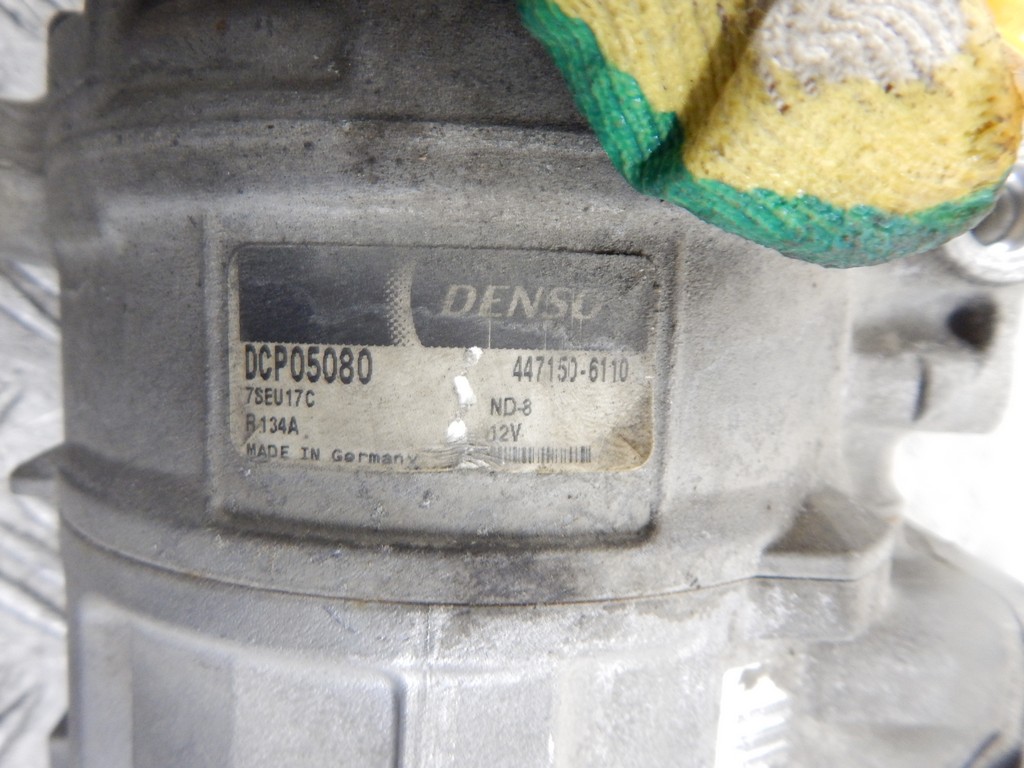 DENSO
DCP05080 447150-6110
7SEU17C ND-8
R134A 12V
MADE IN Germany